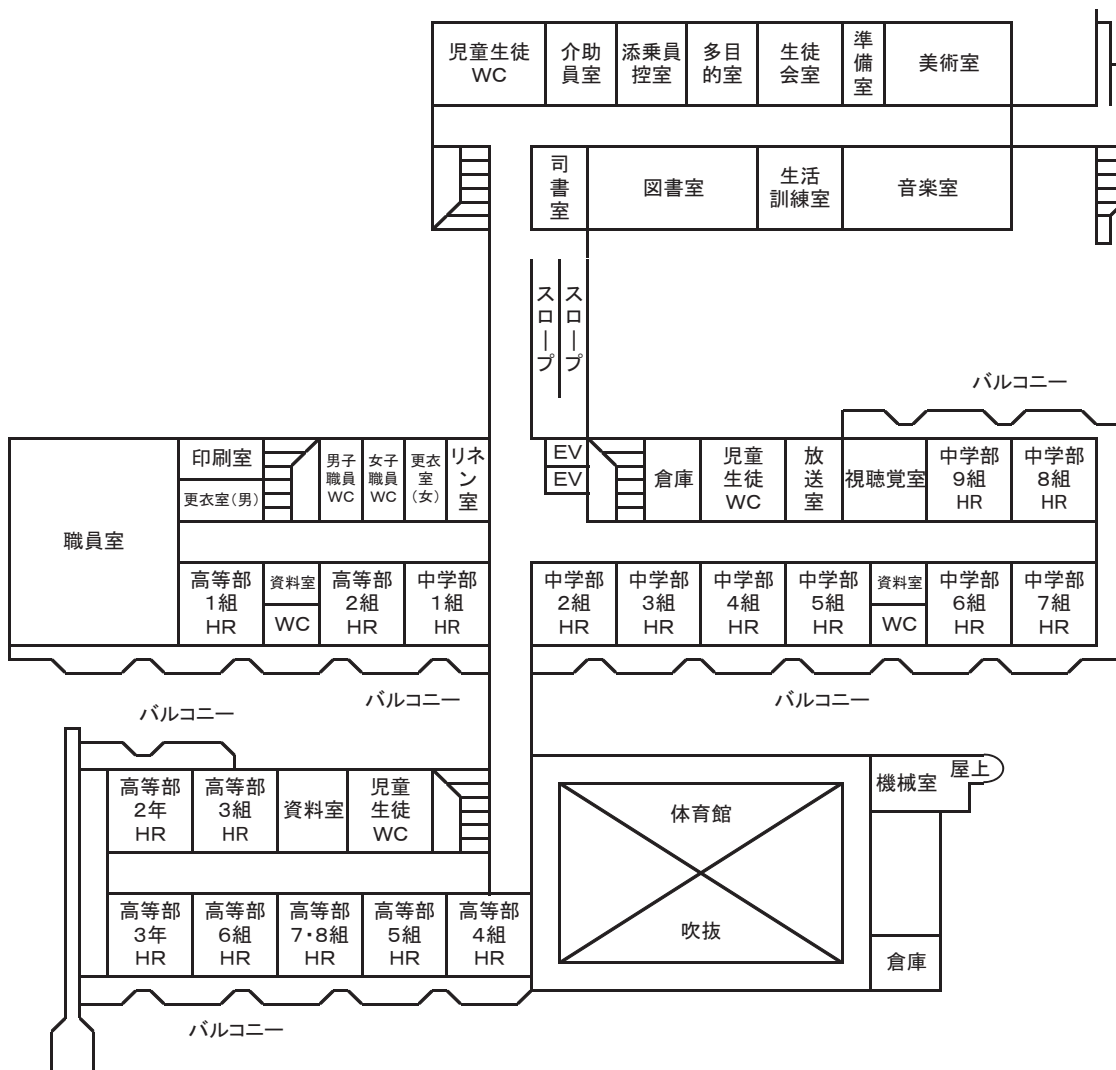 児童生徒
WC
介助
員室
添乗員
控室
多目
的室
生徒
会室
準
備
室
美術室
司
書
室
図書室
生活
訓練室
音楽室
スロープ
スロープ
バルコニー
職員室
印刷室
更衣室(男)
男子
職員
WC
女子
職員
WC
更衣
室
(女)
リネ
ン
室
EV
EV
倉庫
児童
生徒
WC
放
送
室
視聴覚室
中学部
9組
HR
中学部
8組
HR
高等部
1組
HR
資料室
WC
高等部
2組
HR
中学部
1組
HR
中学部
2組
HR
中学部
3組
HR
中学部
4組
HR
中学部
5組
HR
資料室
WC
中学部
6組
HR
中学部
7組
HR
バルコニー
バルコニー
バルコニー
高等部
2年
HR
高等部
3組
HR
資料室
児童
生徒
WC
体育館
吹抜
機械室
屋上
倉庫
高等部
3年
HR
高等部
6組
HR
高等部
7・8組
HR
高等部
5組
HR
高等部
4組
HR
バルコニー